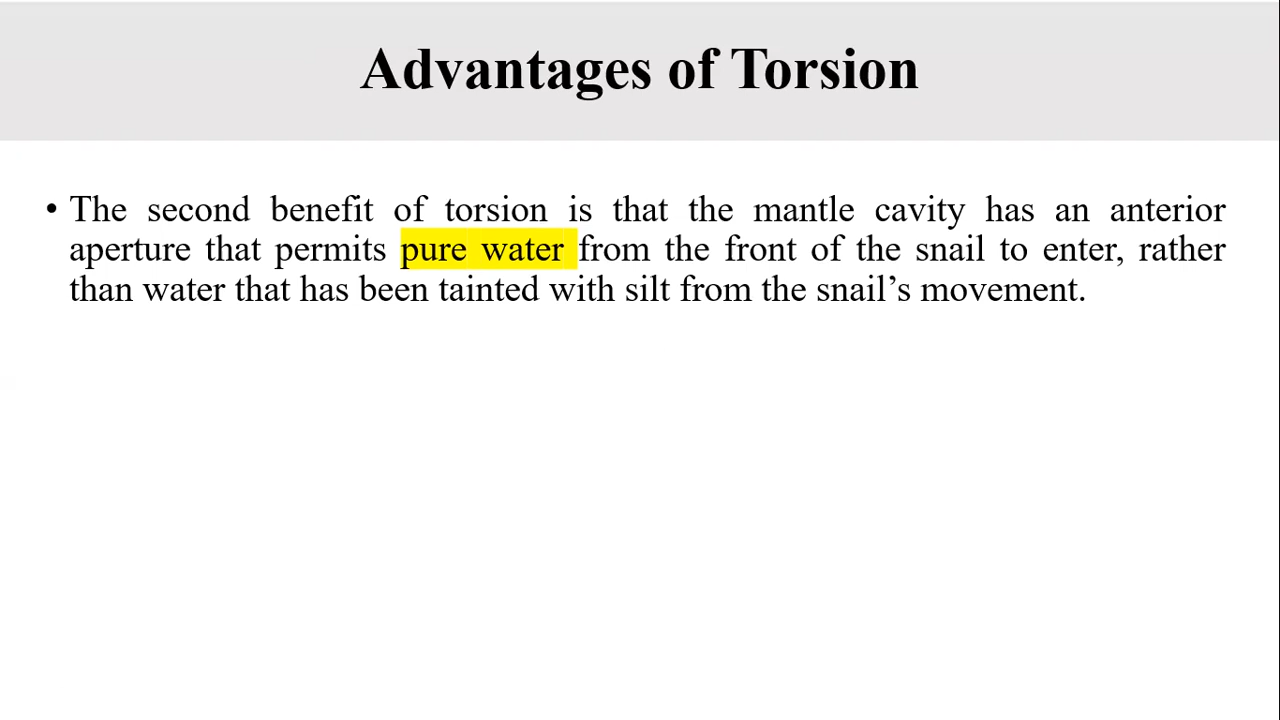 Advantages of Torsion
• The second benefit of torsion is that the mantle cavity has an anterior
aperture that permits pure water from the front of the snail to enter, rather
than water that has been tainted with silt from the snail’s movement.